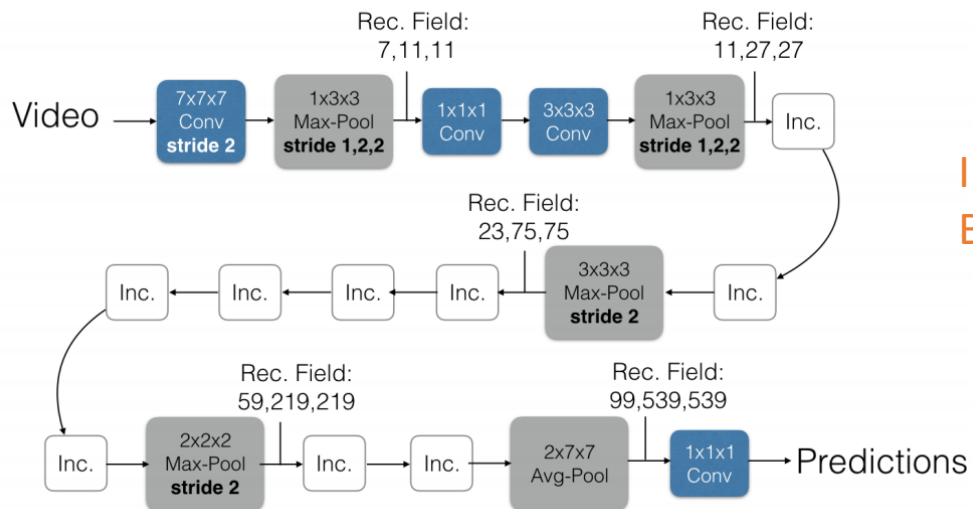 Rec. Field:
7,11,11
Rec. Field:
11,27,27
Video
7x7x7
Conv
stride 2
1x3x3
Max-Pool
stride 1,2,2
1x1x1
Conv
3x3x3
Conv
1x3x3
Max-Pool
stride 1,2,2
Inc.
Rec. Field:
23,75,75
Inc.
Inc.
Inc.
Inc.
3x3x3
Max-Pool
stride 2
Inc.
Rec. Field:
59,219,219
Rec. Field:
99,539,539
Inc.
2x2x2
Max-Pool
stride 2
Inc.
Inc.
2x7x7
Avg-Pool
1x1x1
Conv
Predictions